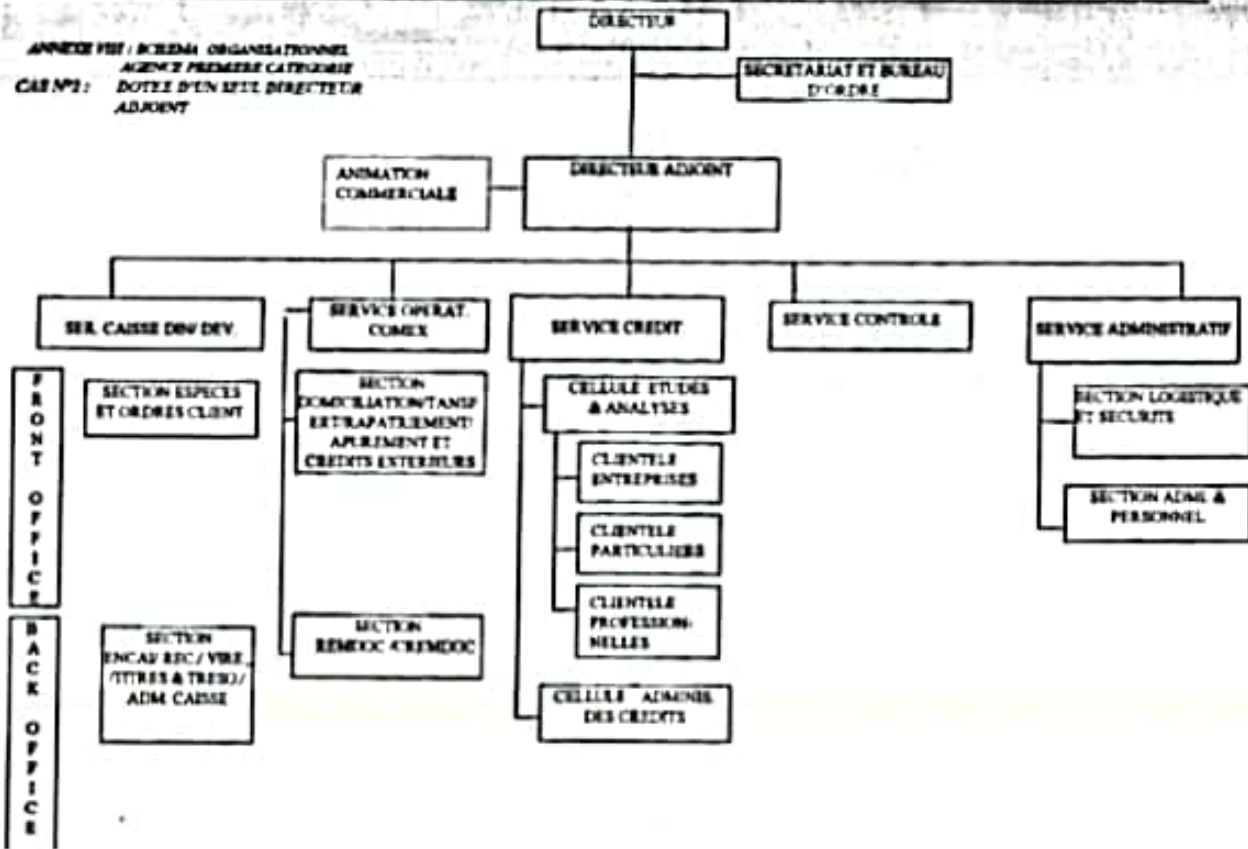 DIRECTEUR
ANNEXE VIII : SCHEMA ORGANISATIONNEL
AGENCE PREMIERE CATEGORIE
CAS N°2 : DOTEE D'UN SEUL DIRECTEUR
ADJOINT
SECRETARIAT ET BUREAU
D'ORDRE
ANIMATION
COMMERCIALE
DIRECTEUR ADJOINT
SER. CAISSE DIN/ DEV.
SERVICE OPERAT.
COMEX
SERVICE CREDIT
SERVICE CONTROLE
SERVICE ADMINISTRATIF
FRONT OFFICE
SECTION ESPECES
ET ORDRES CLIENT
SECTION
DOMICILIATION/TANSF
ERT/RAPATRIEMENT/
APUREMENT ET
CREDITS EXTERIEURS
CELLULE ETUDES
& ANALYSES
CLIENTELE
ENTREPRISES
CLIENTELE
PARTICULIERS
CLIENTELE
PROFESSION-
NELLES
SECTION LOGISTIQUE
ET SECURITE
SECTION ADML &
PERSONNEL
BACK OFFICE
SECTION
ENCAI/ REC / VIRE.
/TITRES & TRESO /
ADM. CAISSE
SECTION
REMDOC /CREMDOC
CELLULE ADMINIS.
DES CREDITS